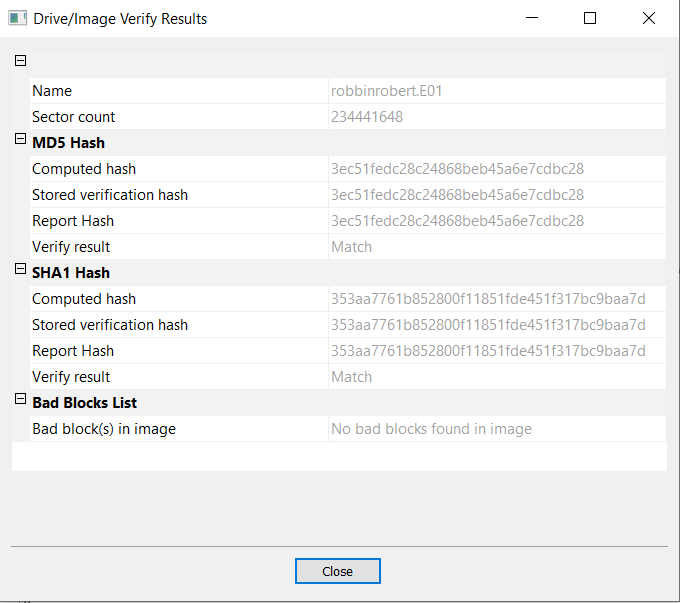 Drive/Image Verify Results
Name robbinrobert.E01
Sector count 234441648
MD5 Hash
Computed hash 3ec51fedc28c24868beb45a6e7cdbc28
Stored verification hash 3ec51fedc28c24868beb45a6e7cdbc28
Report Hash 3ec51fedc28c24868beb45a6e7cdbc28
Verify result Match
SHA1 Hash
Computed hash 353aa7761b852800f11851fde451f317bc9baa7d
Stored verification hash 353aa7761b852800f11851fde451f317bc9baa7d
Report Hash 353aa7761b852800f11851fde451f317bc9baa7d
Verify result Match
Bad Blocks List
Bad block(s) in image No bad blocks found in image
Close